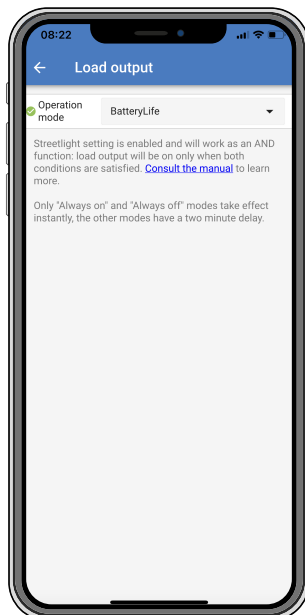 08:22
Load output
Operation
mode
BatteryLife
Streetlight setting is enabled and will work as an AND
function: load output will be on only when both
conditions are satisfied. Consult the manual to learn
more.
Only "Always on" and "Always off" modes take effect
instantly, the other modes have a two minute delay.